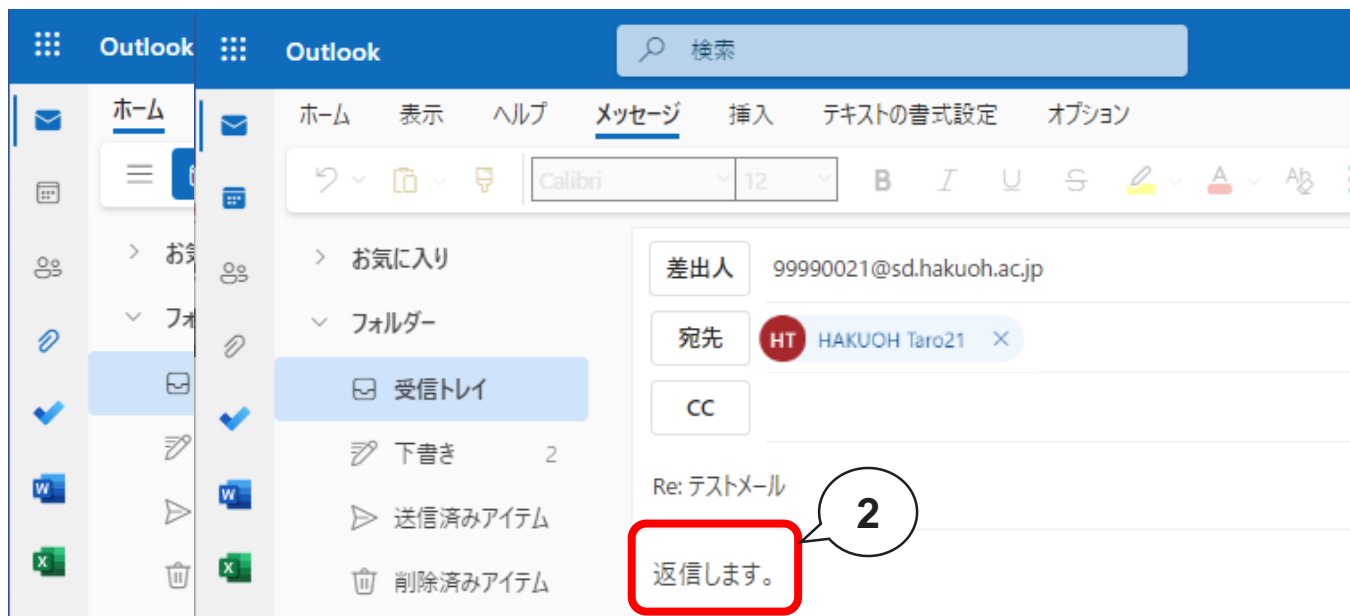 Outlook
ホーム
お気
フォ
Outlook
検索
ホーム 表示 ヘルプ メッセージ 挿入 テキストの書式設定 オプション
Calibri 12 B I U S A Ab
お気に入り
フォルダー
受信トレイ
下書き 2
送信済みアイテム
削除済みアイテム
差出人 99990021@sd.hakuoh.ac.jp
宛先 HT HAKUOH Taro21
CC
Re: テストメール
2
返信します。